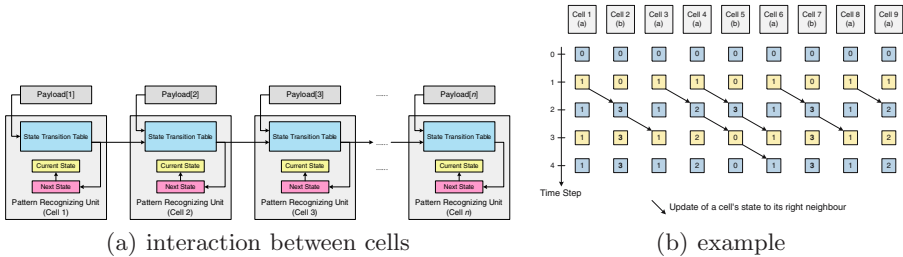 Payload[1] Payload[2] Payload[3] ........ Payload[n]
State Transition Table State Transition Table State Transition Table ........ State Transition Table
Current State Current State Current State ........ Current State
Next State Next State Next State Next State
Pattern Recognizing Unit Pattern Recognizing Unit Pattern Recognizing Unit Pattern Recognizing Unit
(Cell 1) (Cell 2) (Cell 3) (Cell n)
(a) interaction between cells
Cell 1 Cell 2 Cell 3 Cell 4 Cell 5 Cell 6 Cell 7 Cell 8 Cell 9
(a) (b) (a) (a) (b) (a) (b) (a) (a)
0 0 0 0 0 0 0 0 0 0
1 1 0 1 1 0 1 0 1 1
2 1 3 1 2 3 1 3 1 2
3 1 3 1 2 0 1 3 1 2
4 1 3 1 2 0 1 3 1 2
Time Step
Update of a cell's state to its right neighbour
(b) example